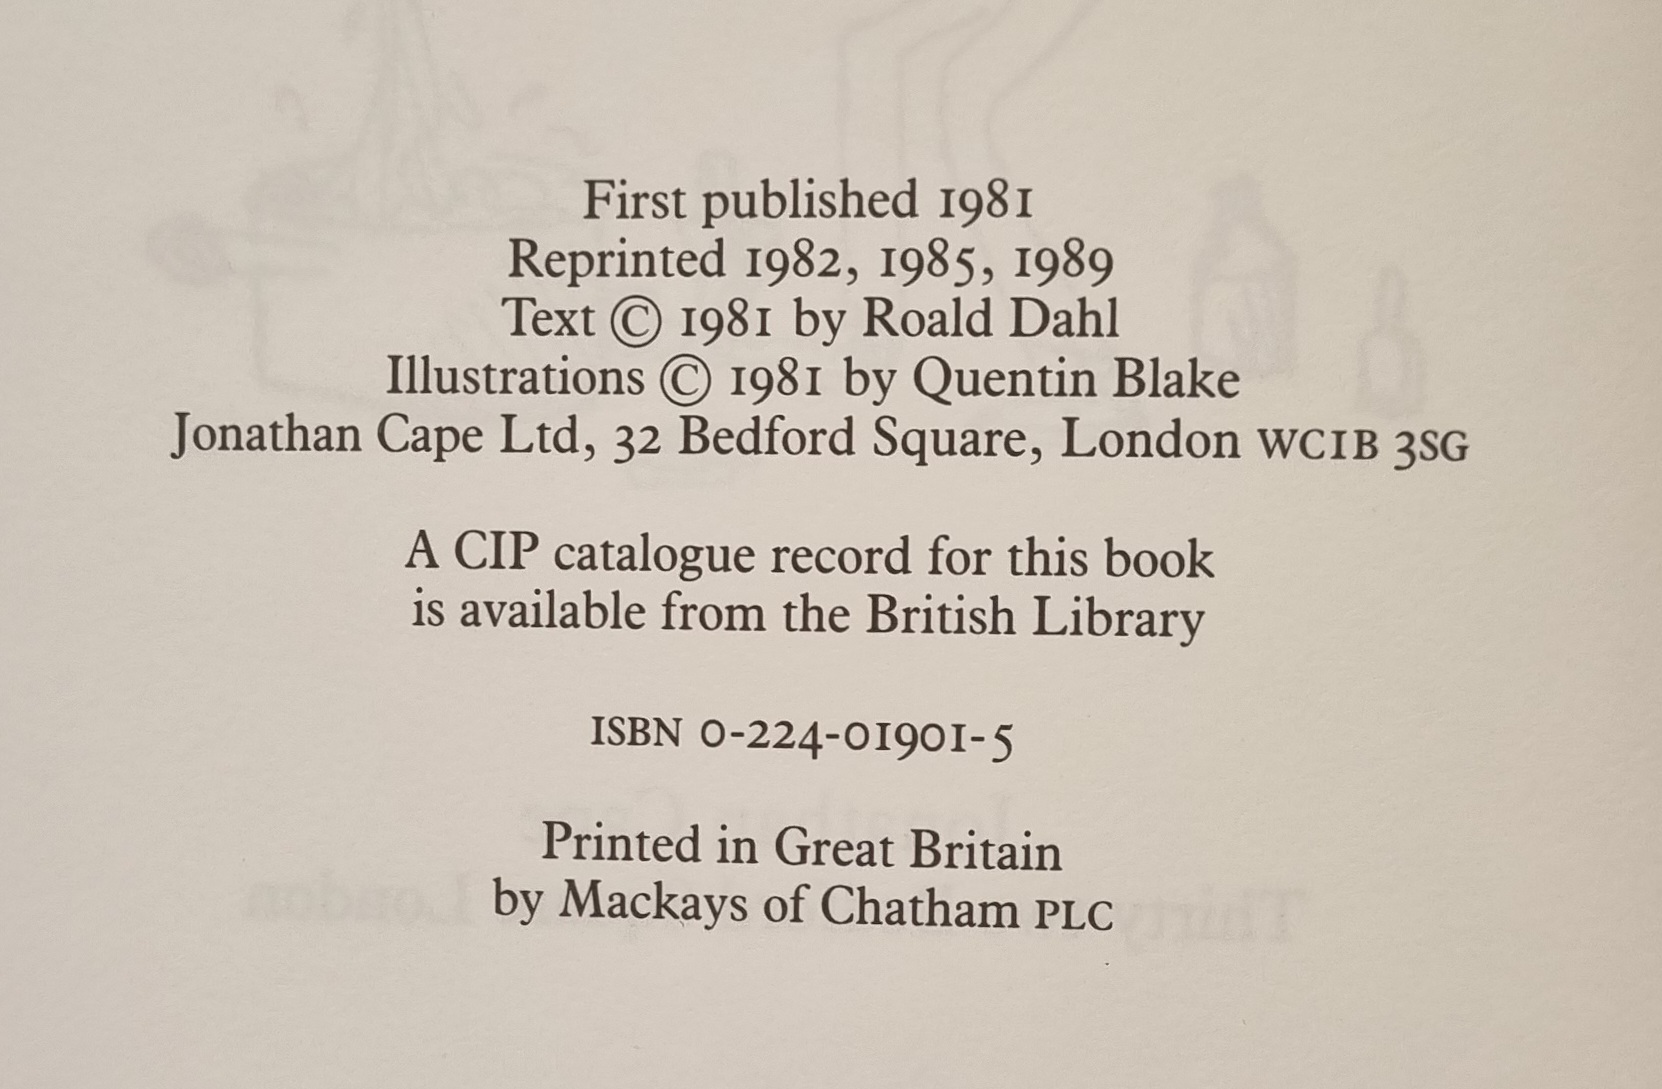 First published 1981
Reprinted 1982, 1985, 1989
Text © 1981 by Roald Dahl
Illustrations © 1981 by Quentin Blake
Jonathan Cape Ltd, 32 Bedford Square, London WC1B 3SG
A CIP catalogue record for this book
is available from the British Library
ISBN 0-224-01901-5
Printed in Great Britain
by Mackays of Chatham PLC